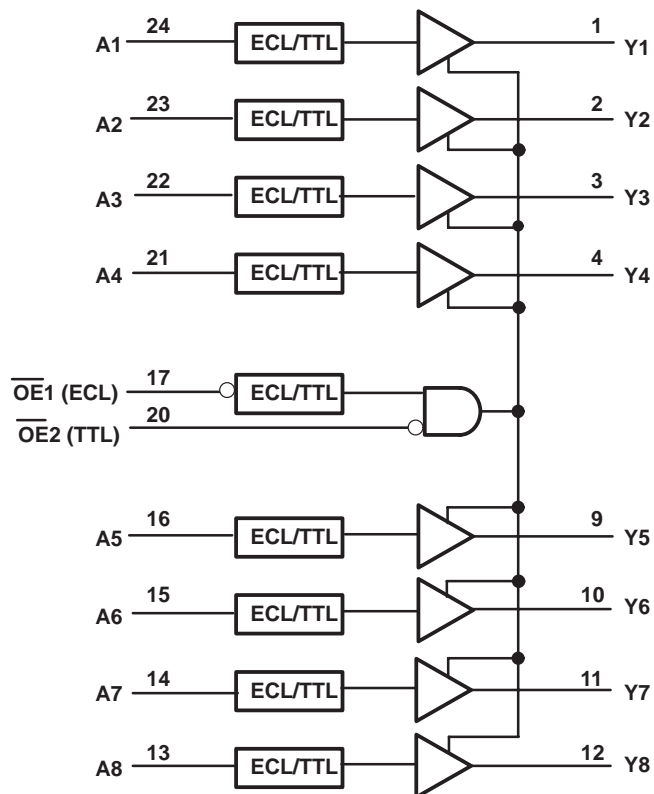 A1 24 ECL/TTL 1 Y1
A2 23 ECL/TTL 2 Y2
A3 22 ECL/TTL 3 Y3
A4 21 ECL/TTL 4 Y4
O̅E̅1 (ECL) 17 ECL/TTL
O̅E̅2 (TTL) 20
A5 16 ECL/TTL 9 Y5
A6 15 ECL/TTL 10 Y6
A7 14 ECL/TTL 11 Y7
A8 13 ECL/TTL 12 Y8